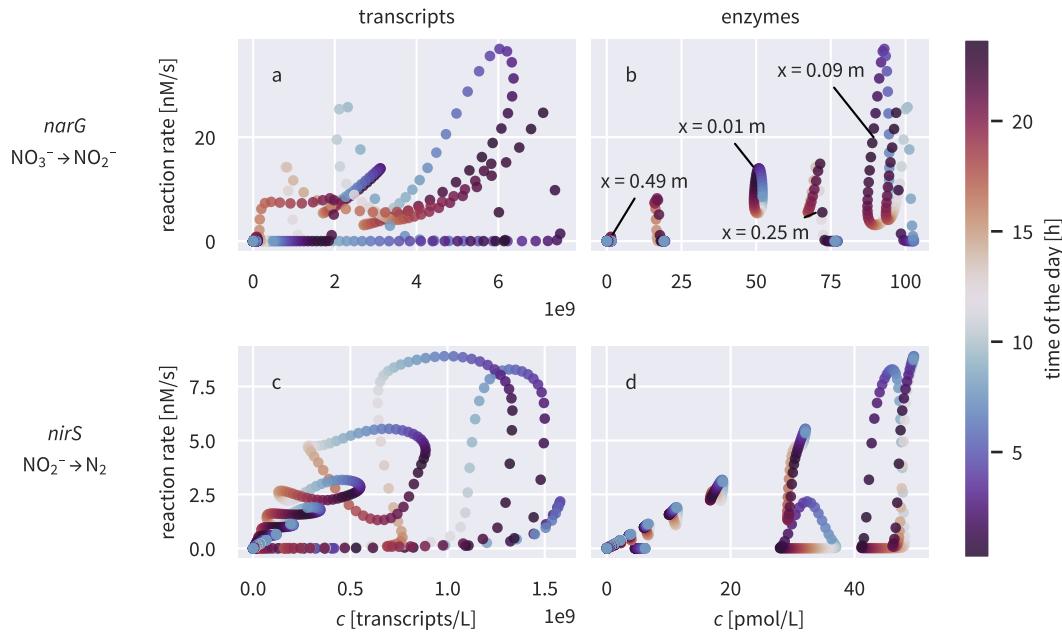 transcripts
enzymes
narG
NO₃⁻→NO₂⁻
reaction rate [nM/s]
20
0
a
0 2 4 6
1e9
b
x = 0.09 m
x = 0.01 m
x = 0.49 m
x = 0.25 m
0 25 50 75 100
nirS
NO₂⁻→N₂
reaction rate [nM/s]
7.5
5.0
2.5
0.0
c
0.0 0.5 1.0 1.5
c [transcripts/L]
1e9
d
0 20 40
c [pmol/L]
20
15
10
5
time of the day [h]